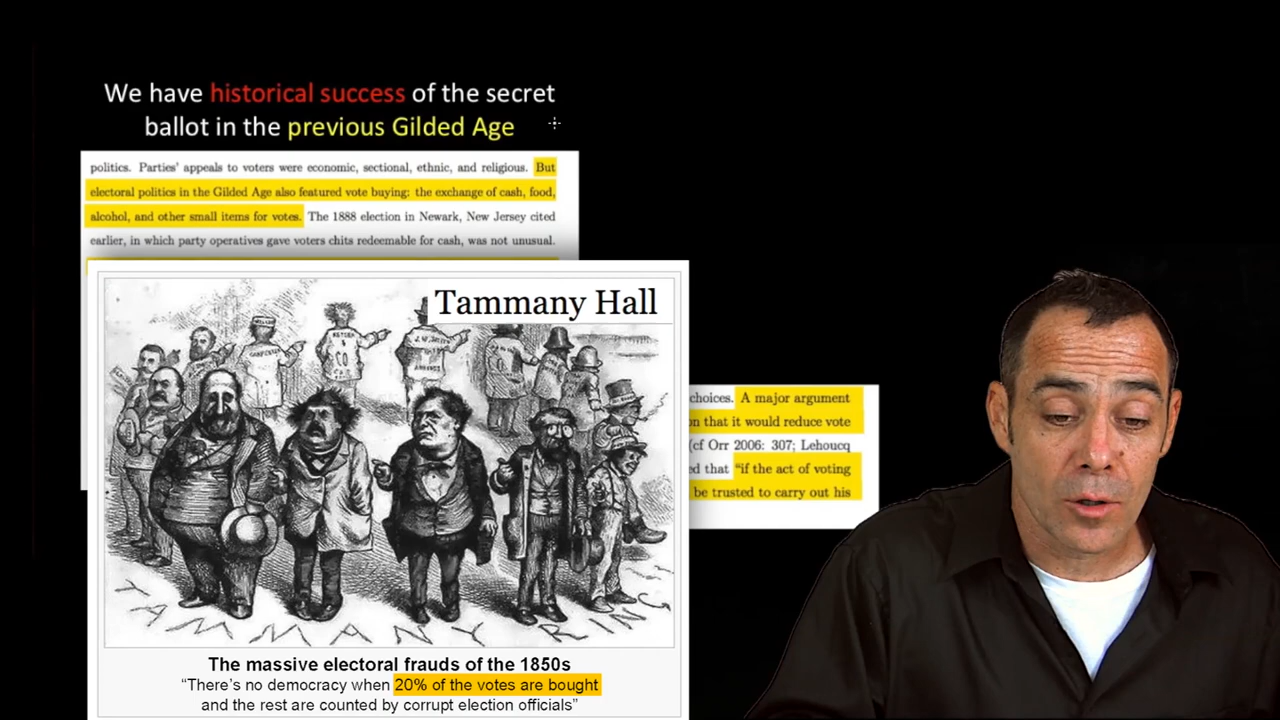 We have historical success of the secret
ballot in the previous Gilded Age
politics. Parties' appeals to voters were economic, sectional, ethnic, and religious. But
electoral politics in the Gilded Age also featured vote buying: the exchange of cash, food,
alcohol, and other small items for votes. The 1888 election in Newark, New Jersey cited
earlier, in which party operatives gave voters chits redeemable for cash, was not unusual.
Tammany Hall
choices. A major argument
that it would reduce vote
(cf Orr 2006: 307; Lehoucq
that "if the act of voting
be trusted to carry out his
TAMMANY RING
The massive electoral frauds of the 1850s
"There's no democracy when 20% of the votes are bought
and the rest are counted by corrupt election officials"